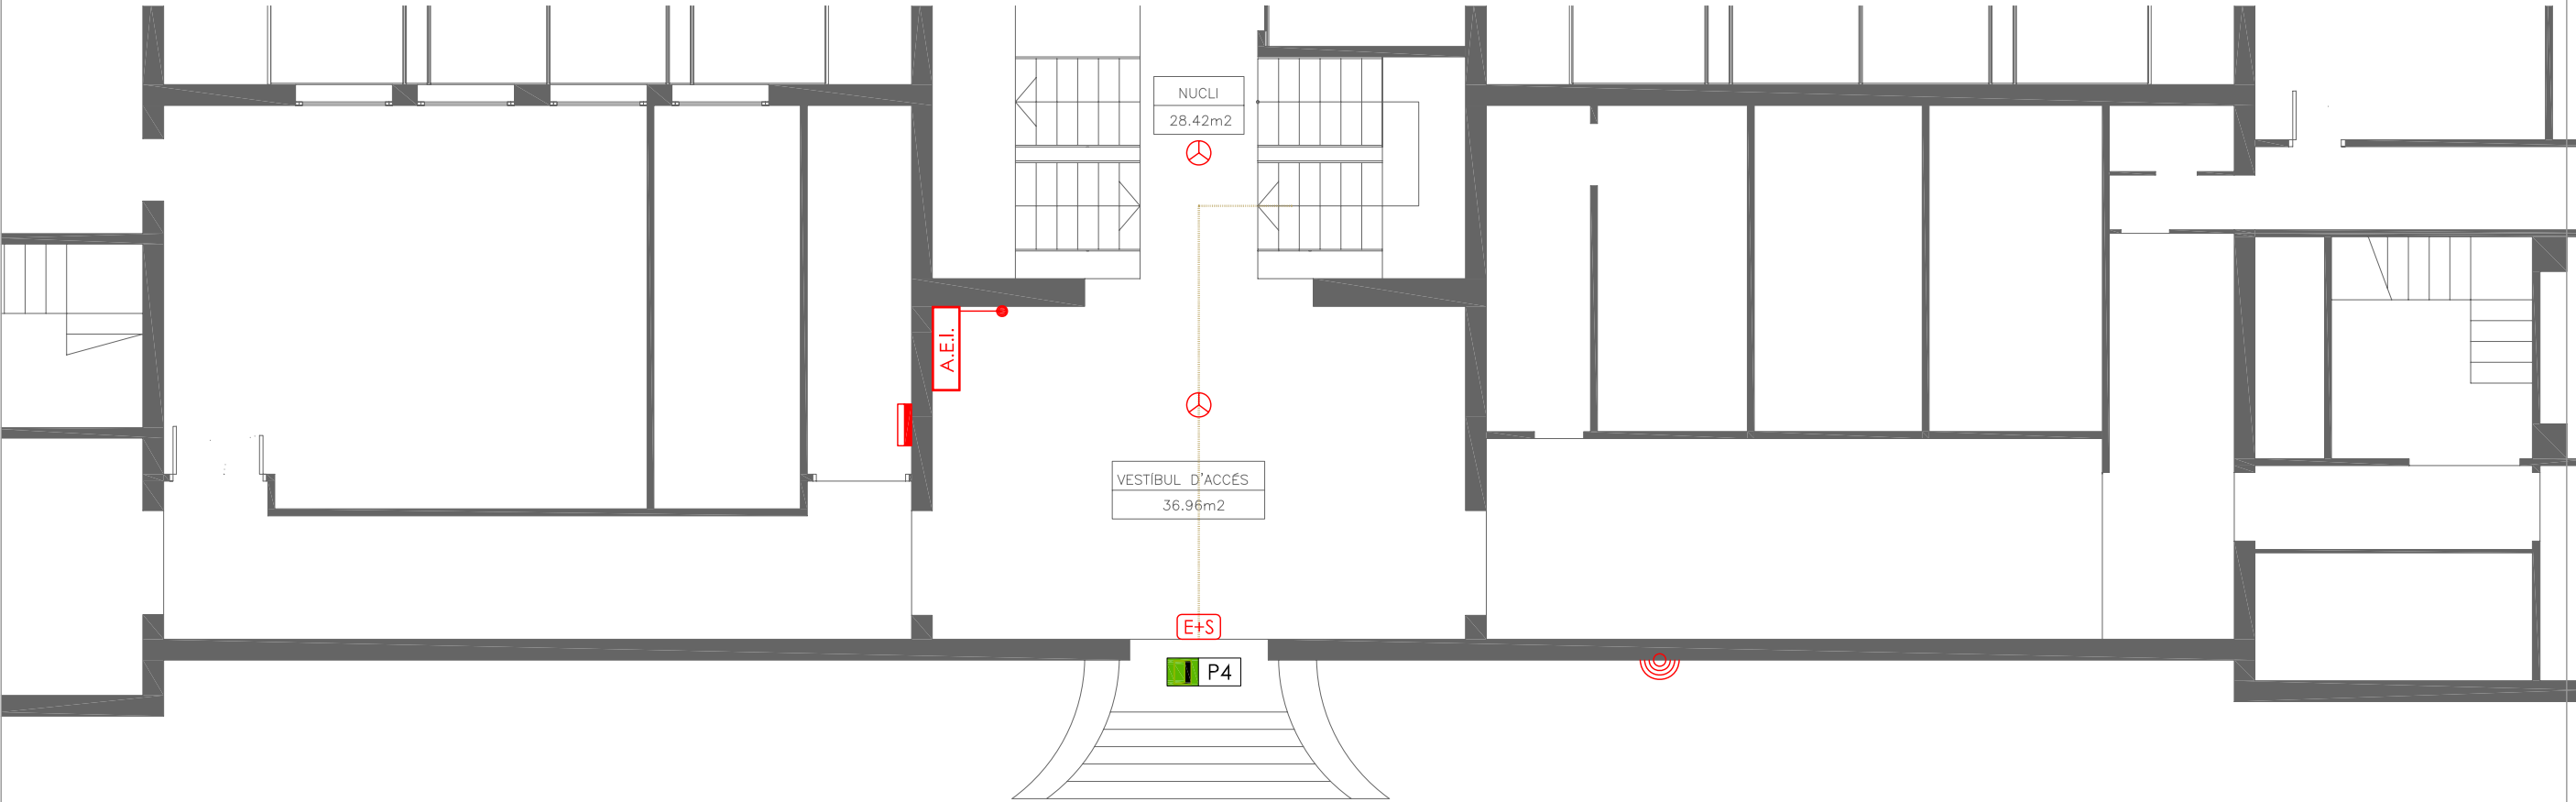 NUCLI
28.42m2
A.E.I.
VESTÍBUL D'ACCÉS
36.96m2
E+S
P4